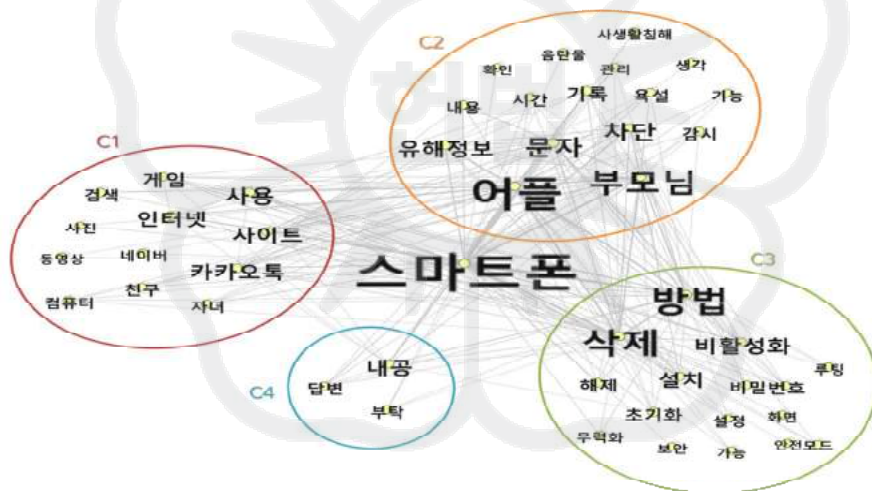 C2
사생활침해
음단물
확인
관리
생각
내용
시간
기록
욕설
기능
유해정보
문자
차단
감시
어플
부모님
C1
검색
게임
사용
사진
인터넷
사이트
동영상
네이버
카카오톡
컴퓨터
친구
자녀
스마트폰
C3
방법
삭제
비활성화
루팅
해제
설치
비밀번호
초기화
설정
화면
무력화
보안
가능
안전모드
C4
내공
답변
부탁